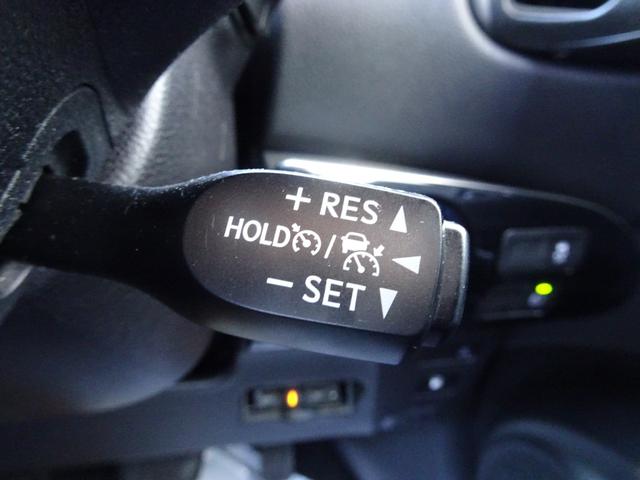 + RES
HOLD /
- SET